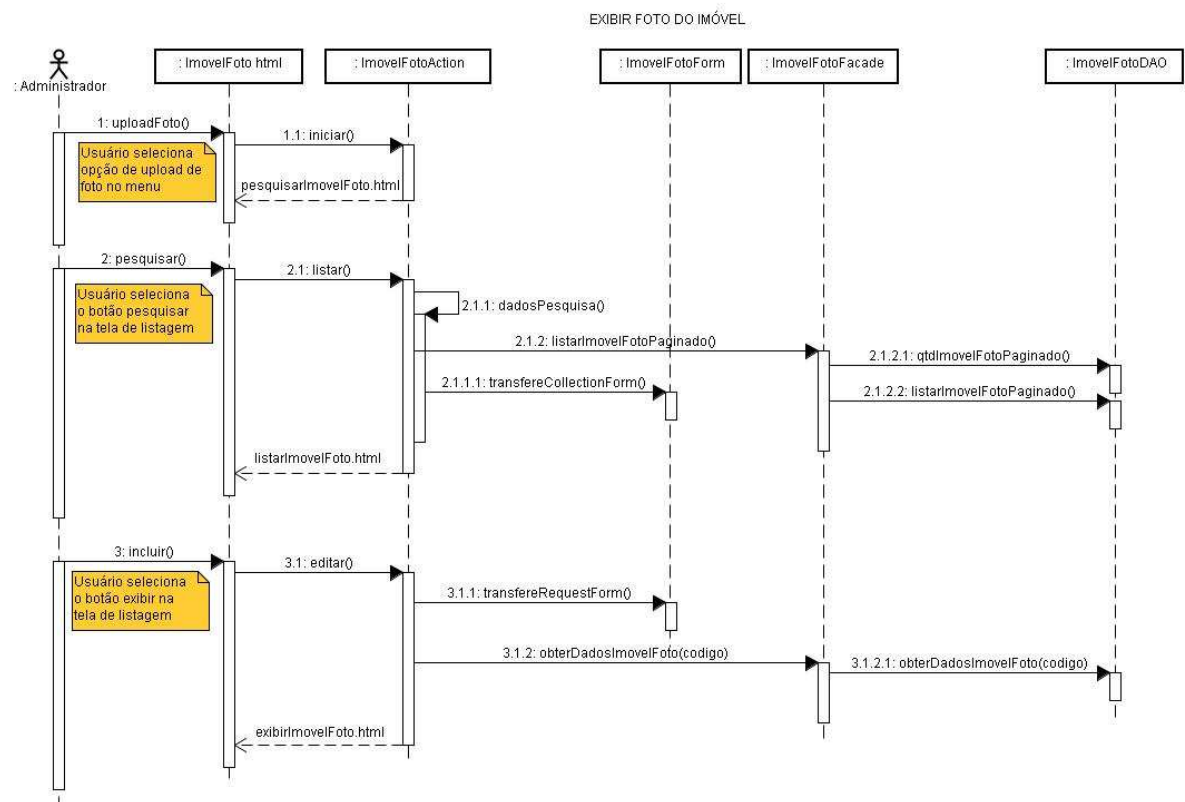 EXIBIR FOTO DO IMÓVEL
: Administrador
: ImovelFoto html
: ImovelFotoAction
: ImovelFotoForm
: ImovelFotoFacade
: ImovelFotoDAO
1: uploadFoto()
1.1: iniciar()
Usuário seleciona
opção de upload de
foto no menu
pesquisarImovelFoto.html
2: pesquisar()
2.1: listar()
Usuário seleciona
o botão pesquisar
na tela de listagem
2.1.1: dadosPesquisa()
2.1.2: listarImovelFotoPaginado()
2.1.2.1: qtdImovelFotoPaginado()
2.1.1.1: transfereCollectionForm()
2.1.2.2: listarImovelFotoPaginado()
listarImovelFoto.html
3: incluir()
3.1: editar()
Usuário seleciona
o botão exibir na
tela de listagem
3.1.1: transfereRequestForm()
3.1.2: obterDadosImovelFoto(codigo)
3.1.2.1: obterDadosImovelFoto(codigo)
exibirImovelFoto.html